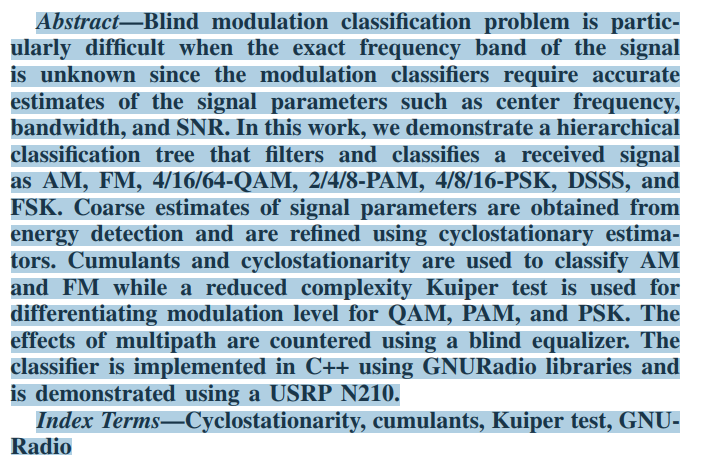 Abstract—Blind modulation classification problem is partic-
ularly difficult when the exact frequency band of the signal
is unknown since the modulation classifiers require accurate
estimates of the signal parameters such as center frequency,
bandwidth, and SNR. In this work, we demonstrate a hierarchical
classification tree that filters and classifies a received signal
as AM, FM, 4/16/64-QAM, 2/4/8-PAM, 4/8/16-PSK, DSSS, and
FSK. Coarse estimates of signal parameters are obtained from
energy detection and are refined using cyclostationary estima-
tors. Cumulants and cyclostationarity are used to classify AM
and FM while a reduced complexity Kuiper test is used for
differentiating modulation level for QAM, PAM, and PSK. The
effects of multipath are countered using a blind equalizer. The
classifier is implemented in C++ using GNURadio libraries and
is demonstrated using a USRP N210.
Index Terms—Cyclostationarity, cumulants, Kuiper test, GNU-
Radio